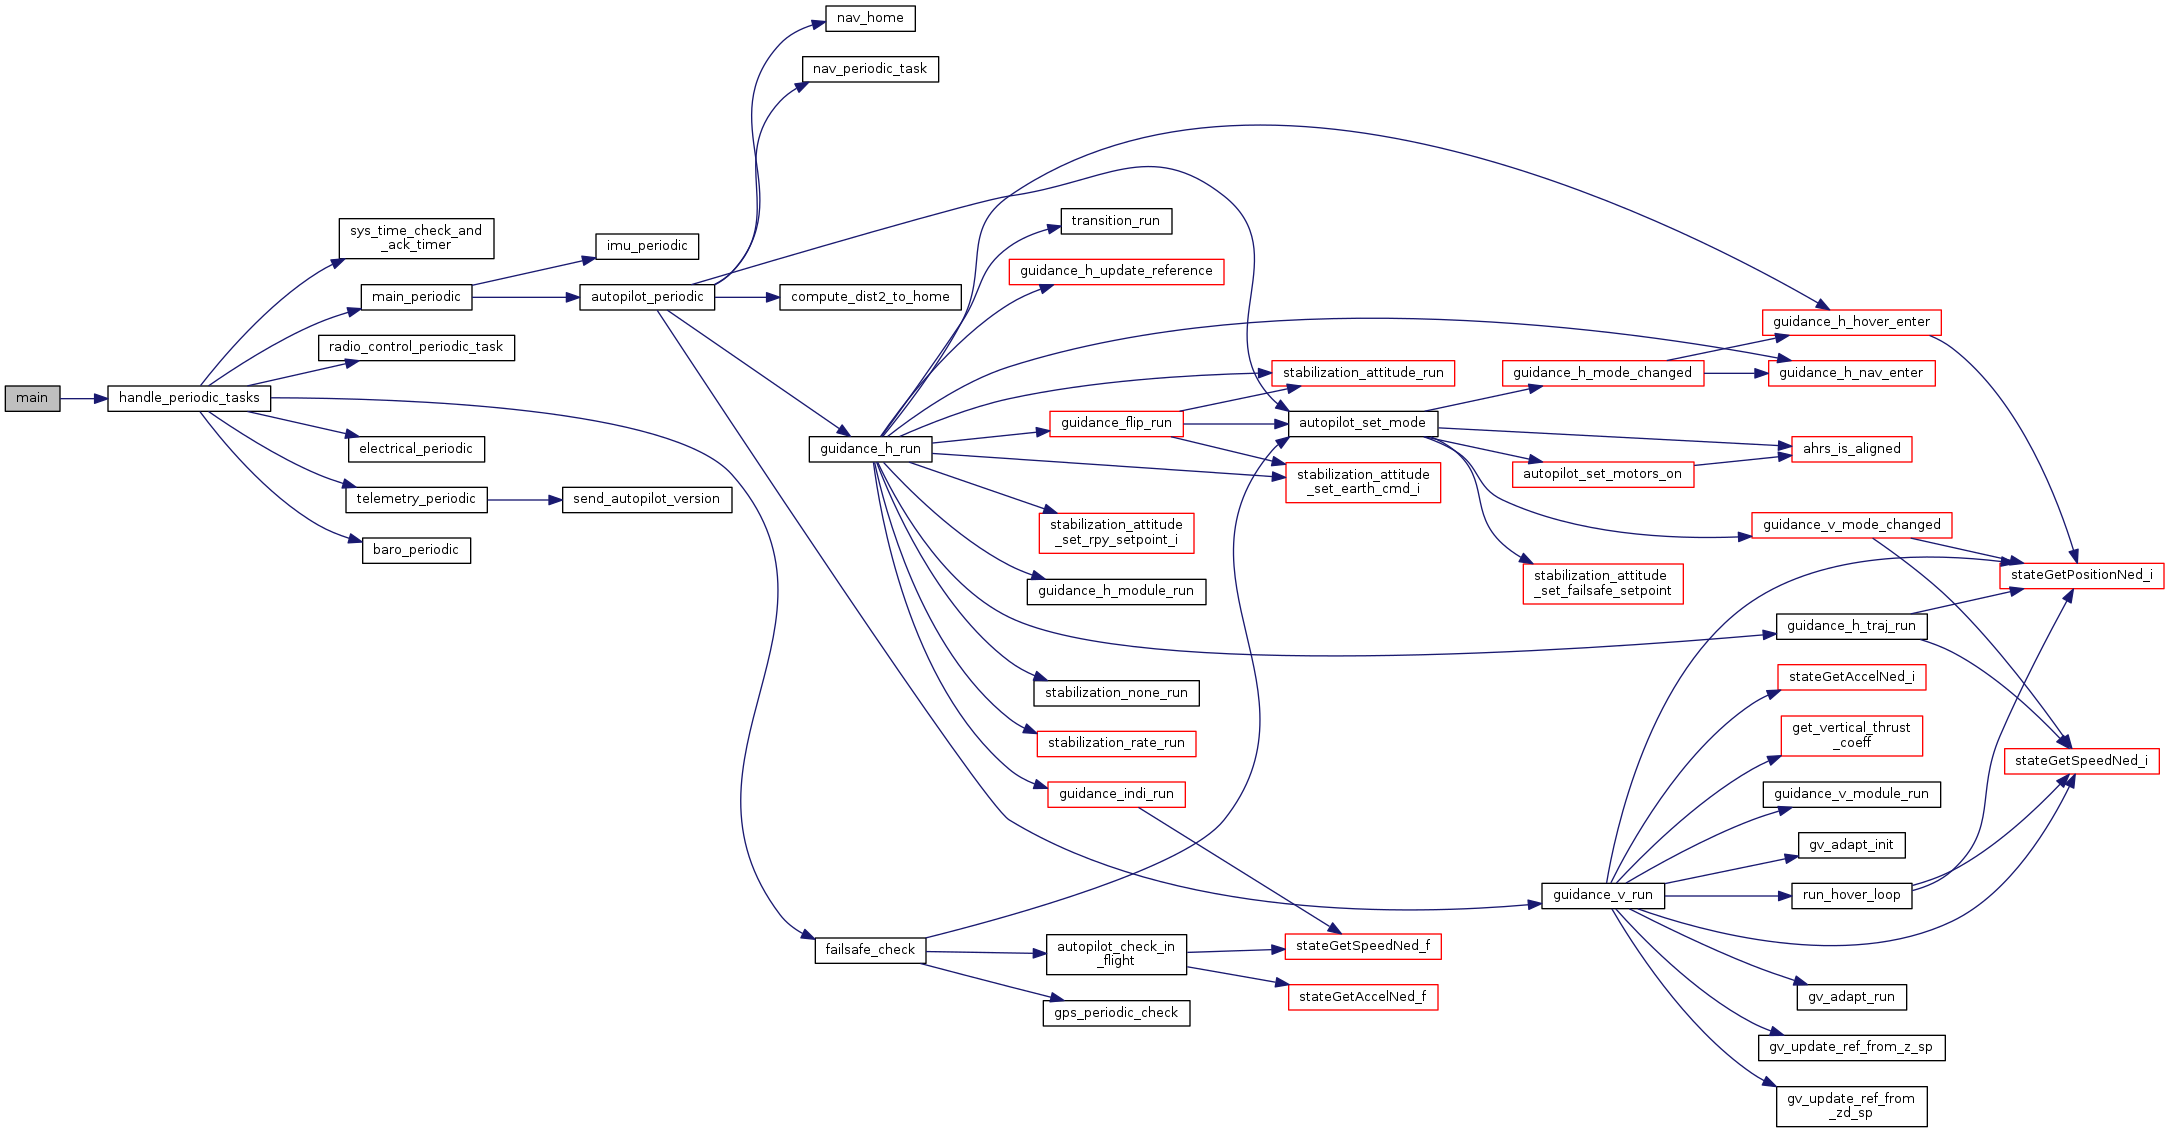 main
handle_periodic_tasks
sys_time_check_and
_ack_timer
main_periodic
radio_control_periodic_task
electrical_periodic
telemetry_periodic
baro_periodic
imu_periodic
autopilot_periodic
send_autopilot_version
nav_home
nav_periodic_task
compute_dist2_to_home
guidance_h_run
failsafe_check
transition_run
guidance_h_update_reference
guidance_flip_run
stabilization_attitude
_set_rpy_setpoint_i
guidance_h_module_run
stabilization_none_run
stabilization_rate_run
guidance_indi_run
autopilot_check_in
_flight
gps_periodic_check
stabilization_attitude_run
autopilot_set_mode
stabilization_attitude
_set_earth_cmd_i
stateGetSpeedNed_f
stateGetAccelNed_f
guidance_h_mode_changed
autopilot_set_motors_on
stabilization_attitude
_set_failsafe_setpoint
guidance_v_run
guidance_h_hover_enter
guidance_h_nav_enter
ahrs_is_aligned
guidance_v_mode_changed
guidance_h_traj_run
stateGetAccelNed_i
get_vertical_thrust
_coeff
guidance_v_module_run
gv_adapt_init
run_hover_loop
gv_adapt_run
gv_update_ref_from_z_sp
gv_update_ref_from
_zd_sp
stateGetPositionNed_i
stateGetSpeedNed_i